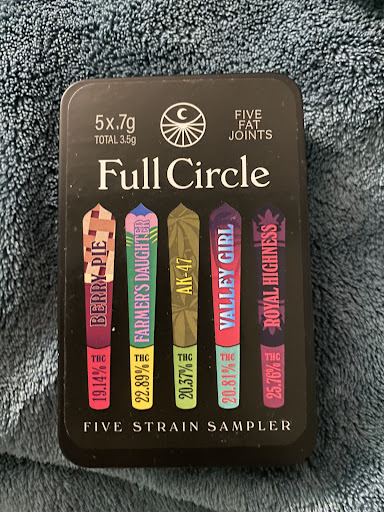 5x.7g
TOTAL 3.5g
FIVE
FAT
JOINTS
Full Circle
BERRY PIE
THC
19.14%
FARMER'S DAUGHTER
THC
22.89%
AK-47
THC
20.37%
VALLEY GIRL
THC
20.81%
ROYAL HIGHNESS
THC
25.76%
FIVE STRAIN SAMPLER